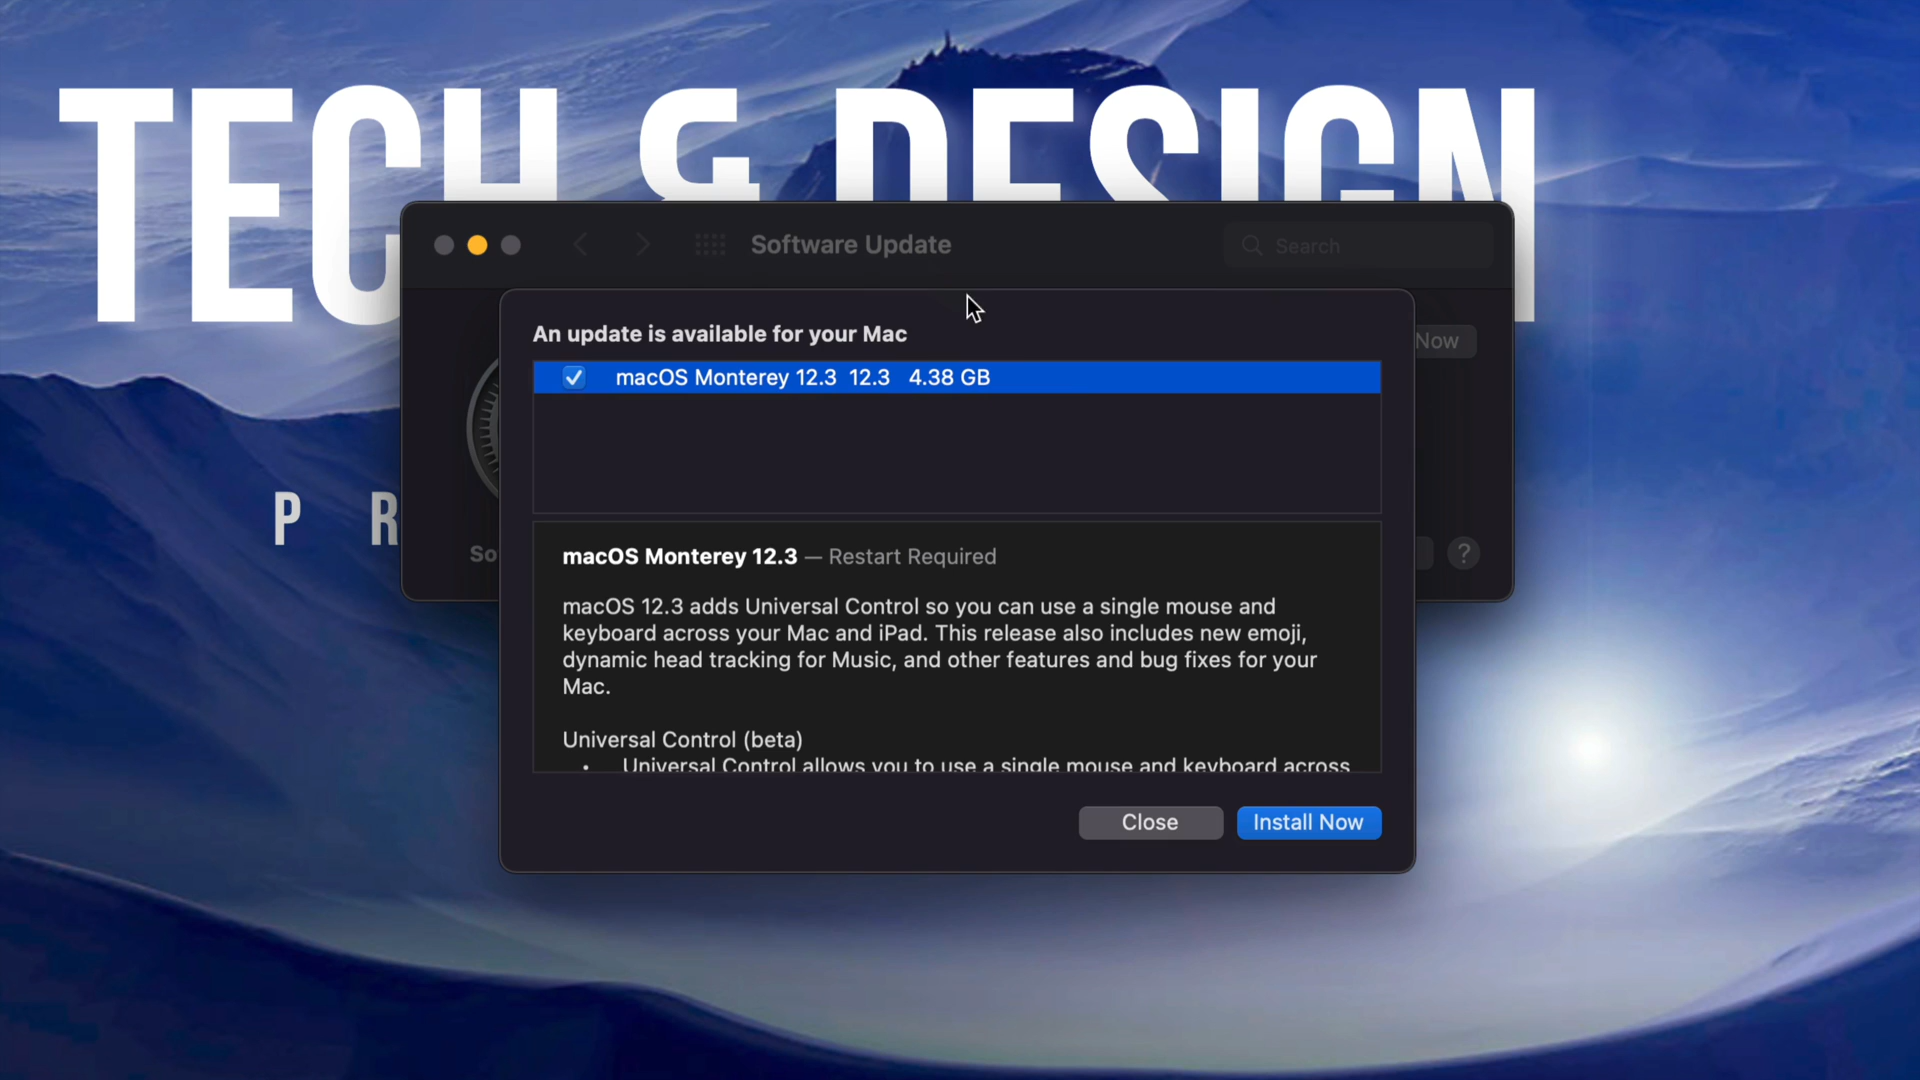 TECH & DESIGN
Software Update
Search
An update is available for your Mac
Now
macOS Monterey 12.3 12.3 4.38 GB
P R
So
?
macOS Monterey 12.3 — Restart Required
macOS 12.3 adds Universal Control so you can use a single mouse and
keyboard across your Mac and iPad. This release also includes new emoji,
dynamic head tracking for Music, and other features and bug fixes for your
Mac.
Universal Control (beta)
• Universal Control allows you to use a single mouse and keyboard across
Close
Install Now